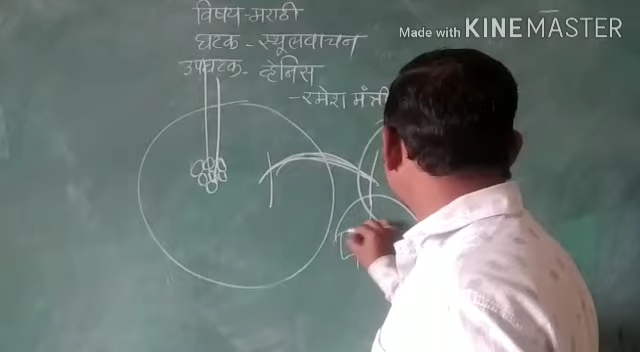 विषय-मराठी
घटक - स्थूलवाचन
उपघटक- व्हेनिस
- रमेश मंत्री
Made with KINEMASTER